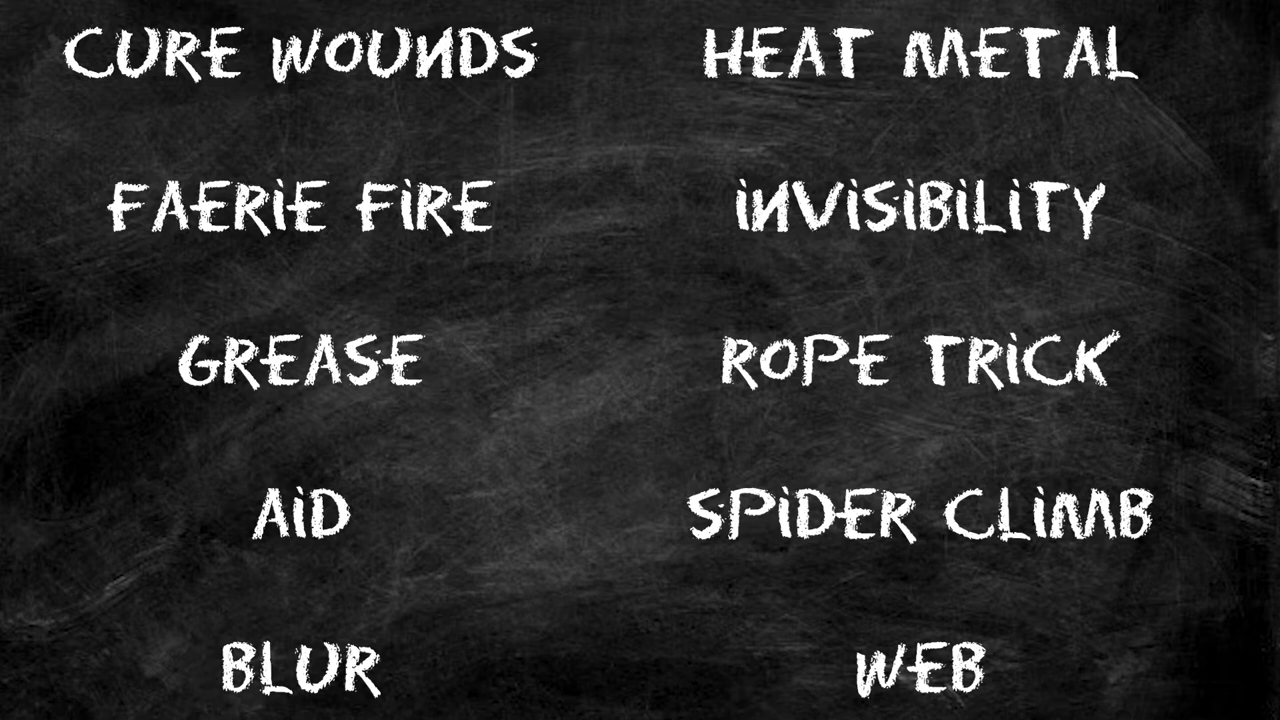 CURE WOUNDS
FAERIE FIRE
GREASE
AID
BLUR
HEAT METAL
INVISIBILITY
ROPE TRICK
SPIDER CLIMB
WEB